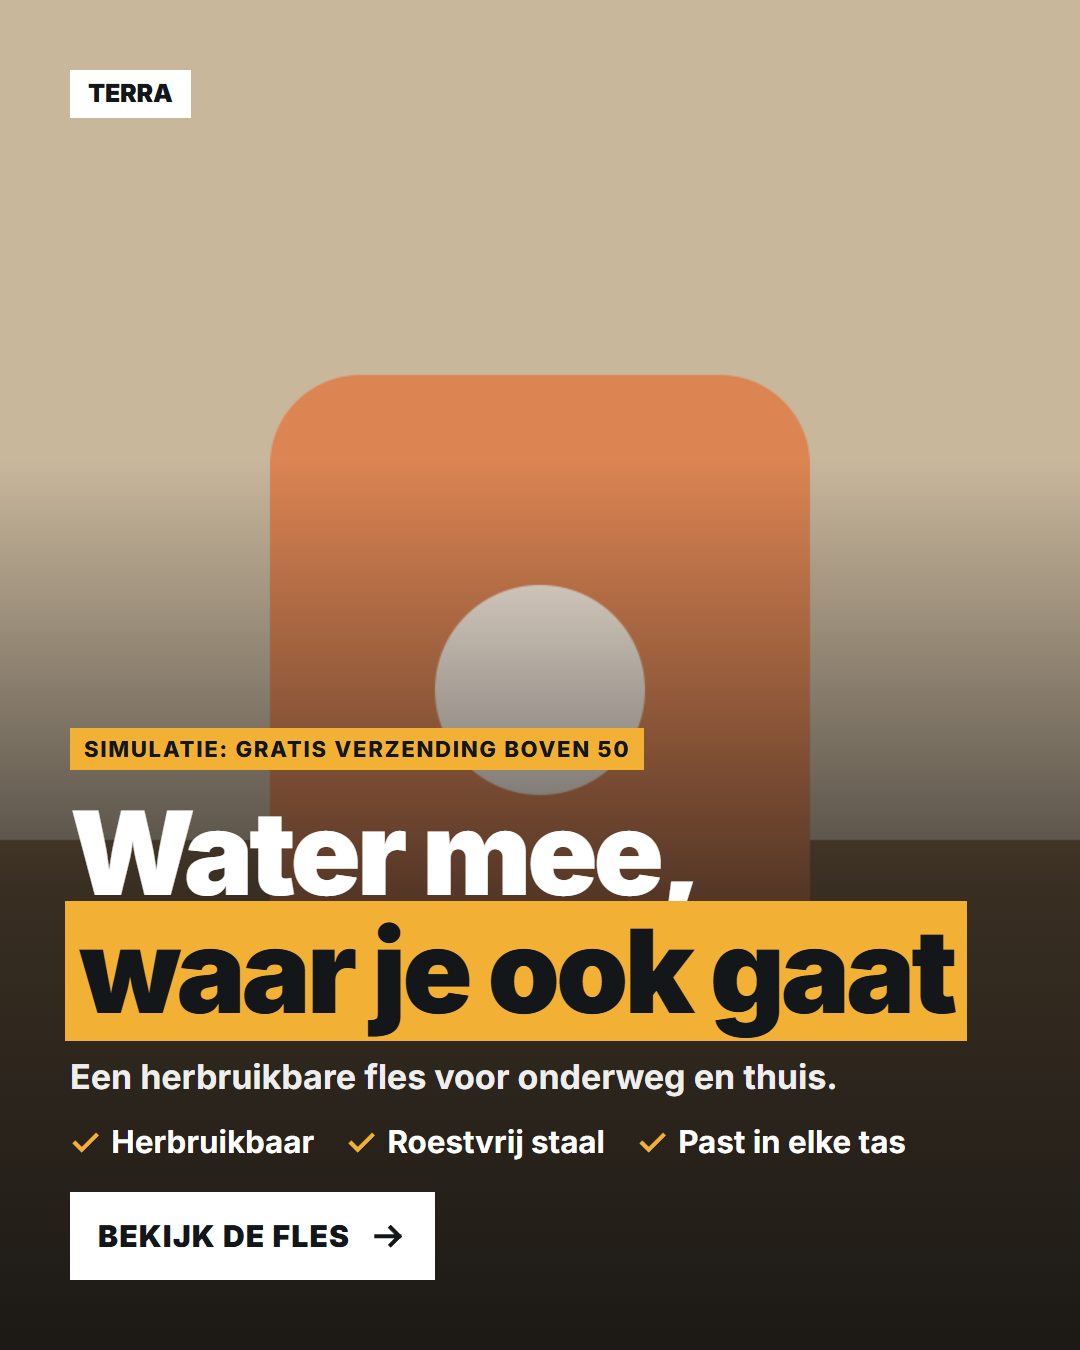 TERRA
SIMULATIE: GRATIS VERZENDING BOVEN 50
Water mee,
waar je ook gaat
Een herbruikbare fles voor onderweg en thuis.
Herbruikbaar Roestvrij staal Past in elke tas
BEKIJK DE FLES →